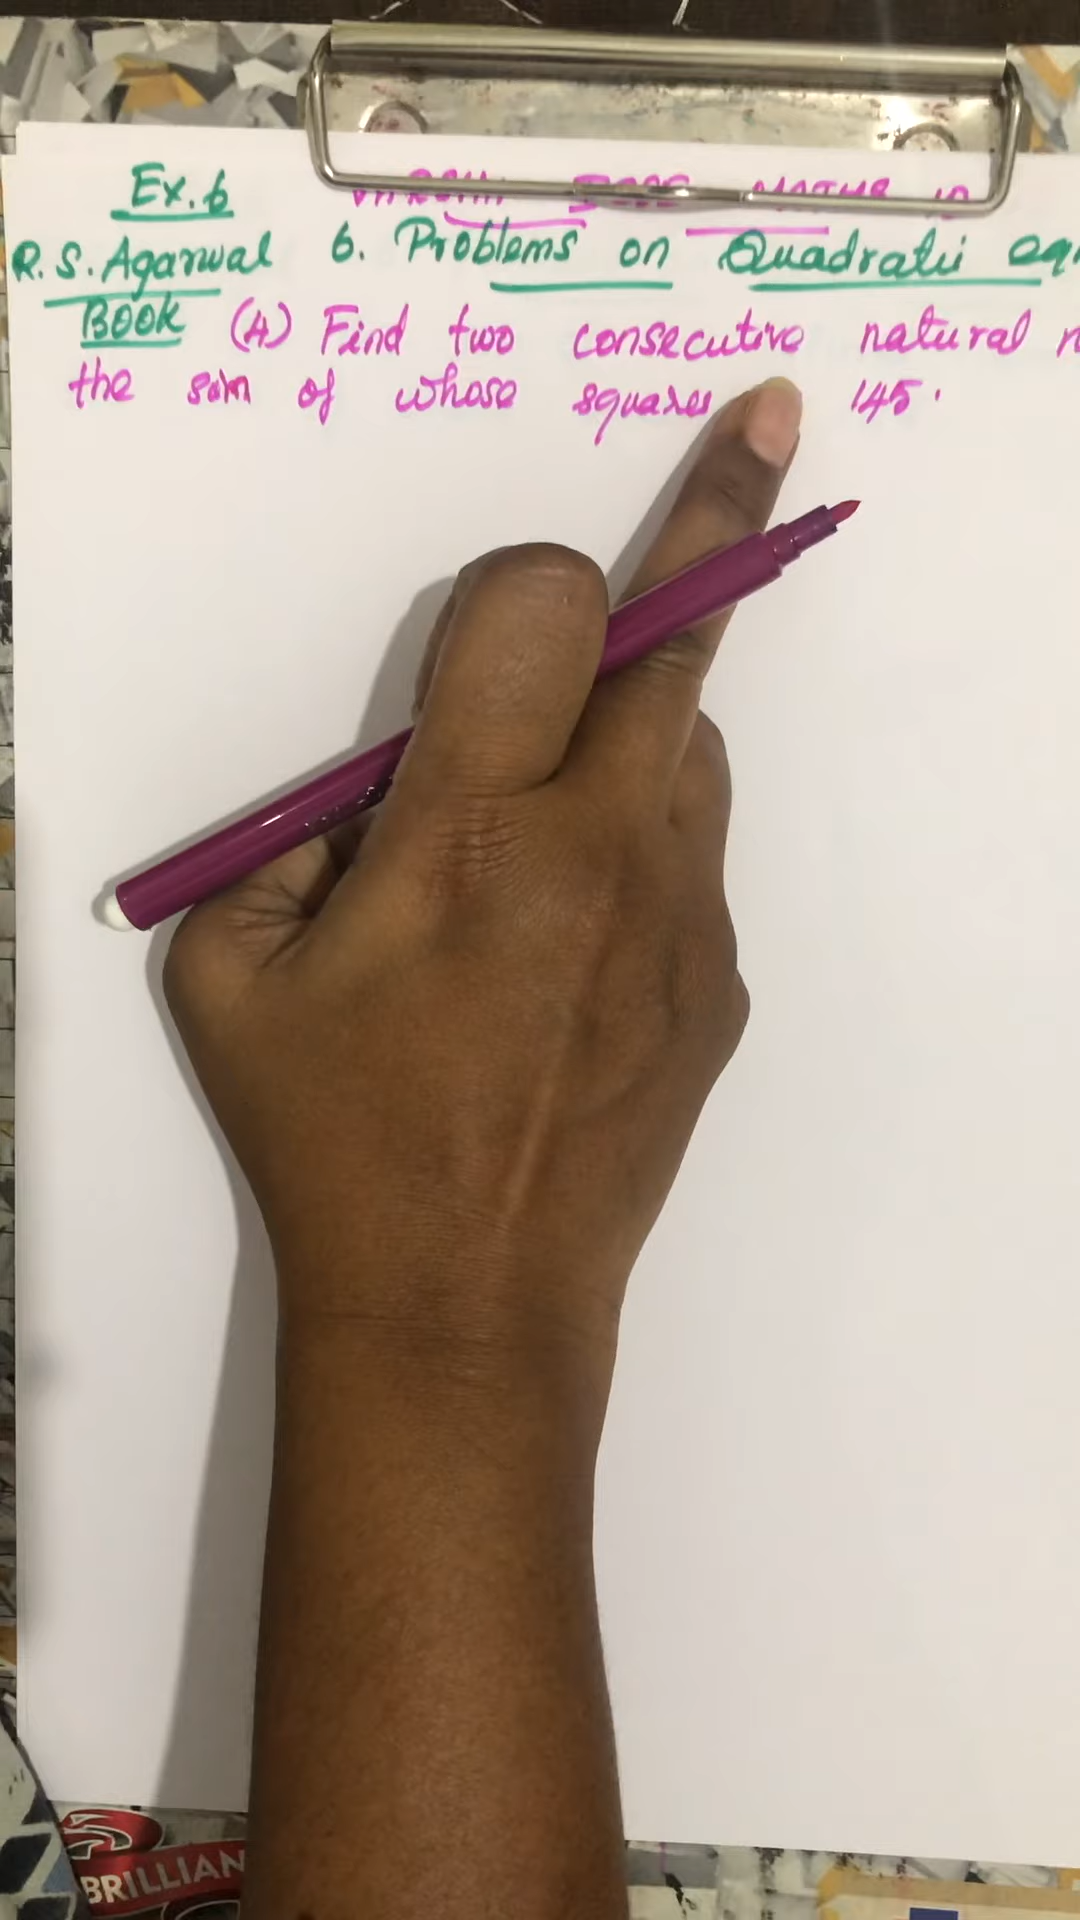 Ex.6
R.S. Agarwal 6. Problems on Quadratic
BOOK (4) Find two consecutive natural
the sum of whose squares 145.
BRILLIAN